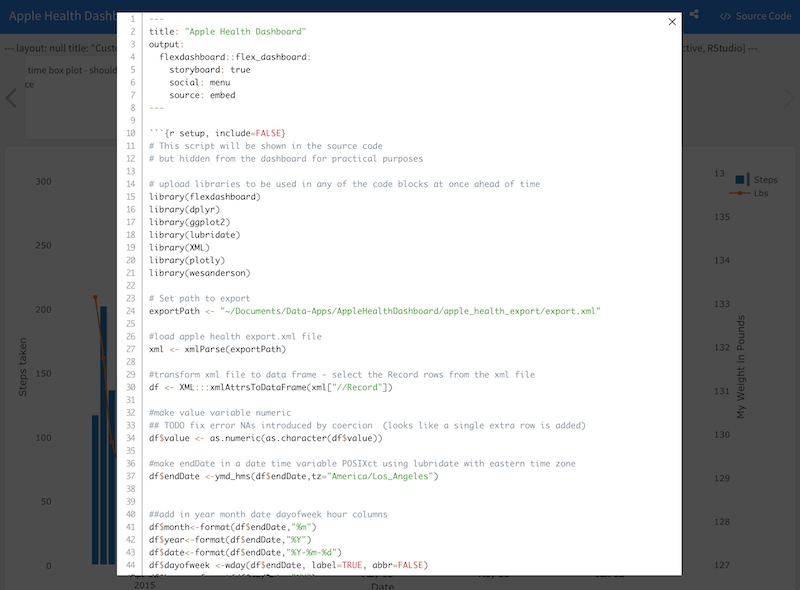 Apple Health Dashb
Source Code
--- layout: null title: "Custo
ctive, RStudio] ---
time box plot - should
ce
1 ---
2 title: "Apple Health Dashboard"
3 output:
4 flexdashboard::flex_dashboard:
5 storyboard: true
6 social: menu
7 source: embed
8 ---
9
10 ```{r setup, include=FALSE}
11 # This script will be shown in the source code
12 # but hidden from the dashboard for practical purposes
13
14 # upload libraries to be used in any of the code blocks at once ahead of time
15 library(flexdashboard)
16 library(dplyr)
17 library(ggplot2)
18 library(lubridate)
19 library(XML)
20 library(plotly)
21 library(wesanderson)
22
23 # Set path to export
24 exportPath <- "~/Documents/Data-Apps/AppleHealthDashboard/apple_health_export/export.xml"
25
26 #load apple health export.xml file
27 xml <- xmlParse(exportPath)
28
29 #transform xml file to data frame - select the Record rows from the xml file
30 df <- XML:::xmlAttrsToDataFrame(xml["//Record"])
31
32 #make value variable numeric
33 ## TODO fix error NAs introduced by coercion  (looks like a single extra row is added)
34 df$value <- as.numeric(as.character(df$value))
35
36 #make endDate in a date time variable POSIXct using lubridate with eastern time zone
37 df$endDate <-ymd_hms(df$endDate,tz="America/Los_Angeles")
38
39
40 ##add in year month date dayofweek hour columns
41 df$month<-format(df$endDate,"%m")
42 df$year<-format(df$endDate,"%Y")
43 df$date<-format(df$endDate,"%Y-%m-%d")
44 df$dayofweek <-wday(df$endDate, label=TRUE, abbr=FALSE)
300
250
200
150
100
50
0
Steps taken
13
135
134
133
132
131
130
129
128
127
My Weight in Pounds
Steps
Lbs
2015
Date